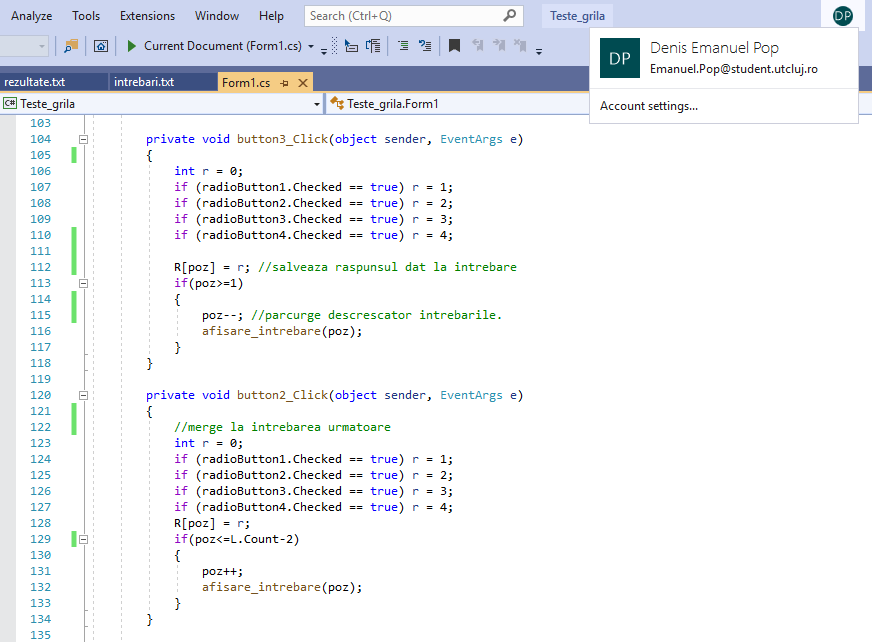 Analyze Tools Extensions Window Help Search (Ctrl+Q) Teste_grila DP
Current Document (Form1.cs)
DP Denis Emanuel Pop
Emanuel.Pop@student.utcluj.ro
Account settings...
rezultate.txt intrebari.txt Form1.cs
C# Teste_grila Teste_grila.Form1
103
104 private void button3_Click(object sender, EventArgs e)
105 {
106 int r = 0;
107 if (radioButton1.Checked == true) r = 1;
108 if (radioButton2.Checked == true) r = 2;
109 if (radioButton3.Checked == true) r = 3;
110 if (radioButton4.Checked == true) r = 4;
111
112 R[poz] = r; //salveaza raspunsul dat la intrebare
113 if(poz>=1)
114 {
115 poz--; //parcurge descrescator intrebarile.
116 afisare_intrebare(poz);
117 }
118 }
119
120 private void button2_Click(object sender, EventArgs e)
121 {
122 //merge la intrebarea urmatoare
123 int r = 0;
124 if (radioButton1.Checked == true) r = 1;
125 if (radioButton2.Checked == true) r = 2;
126 if (radioButton3.Checked == true) r = 3;
127 if (radioButton4.Checked == true) r = 4;
128 R[poz] = r;
129 if(poz<=L.Count-2)
130 {
131 poz++;
132 afisare_intrebare(poz);
133 }
134 }
135